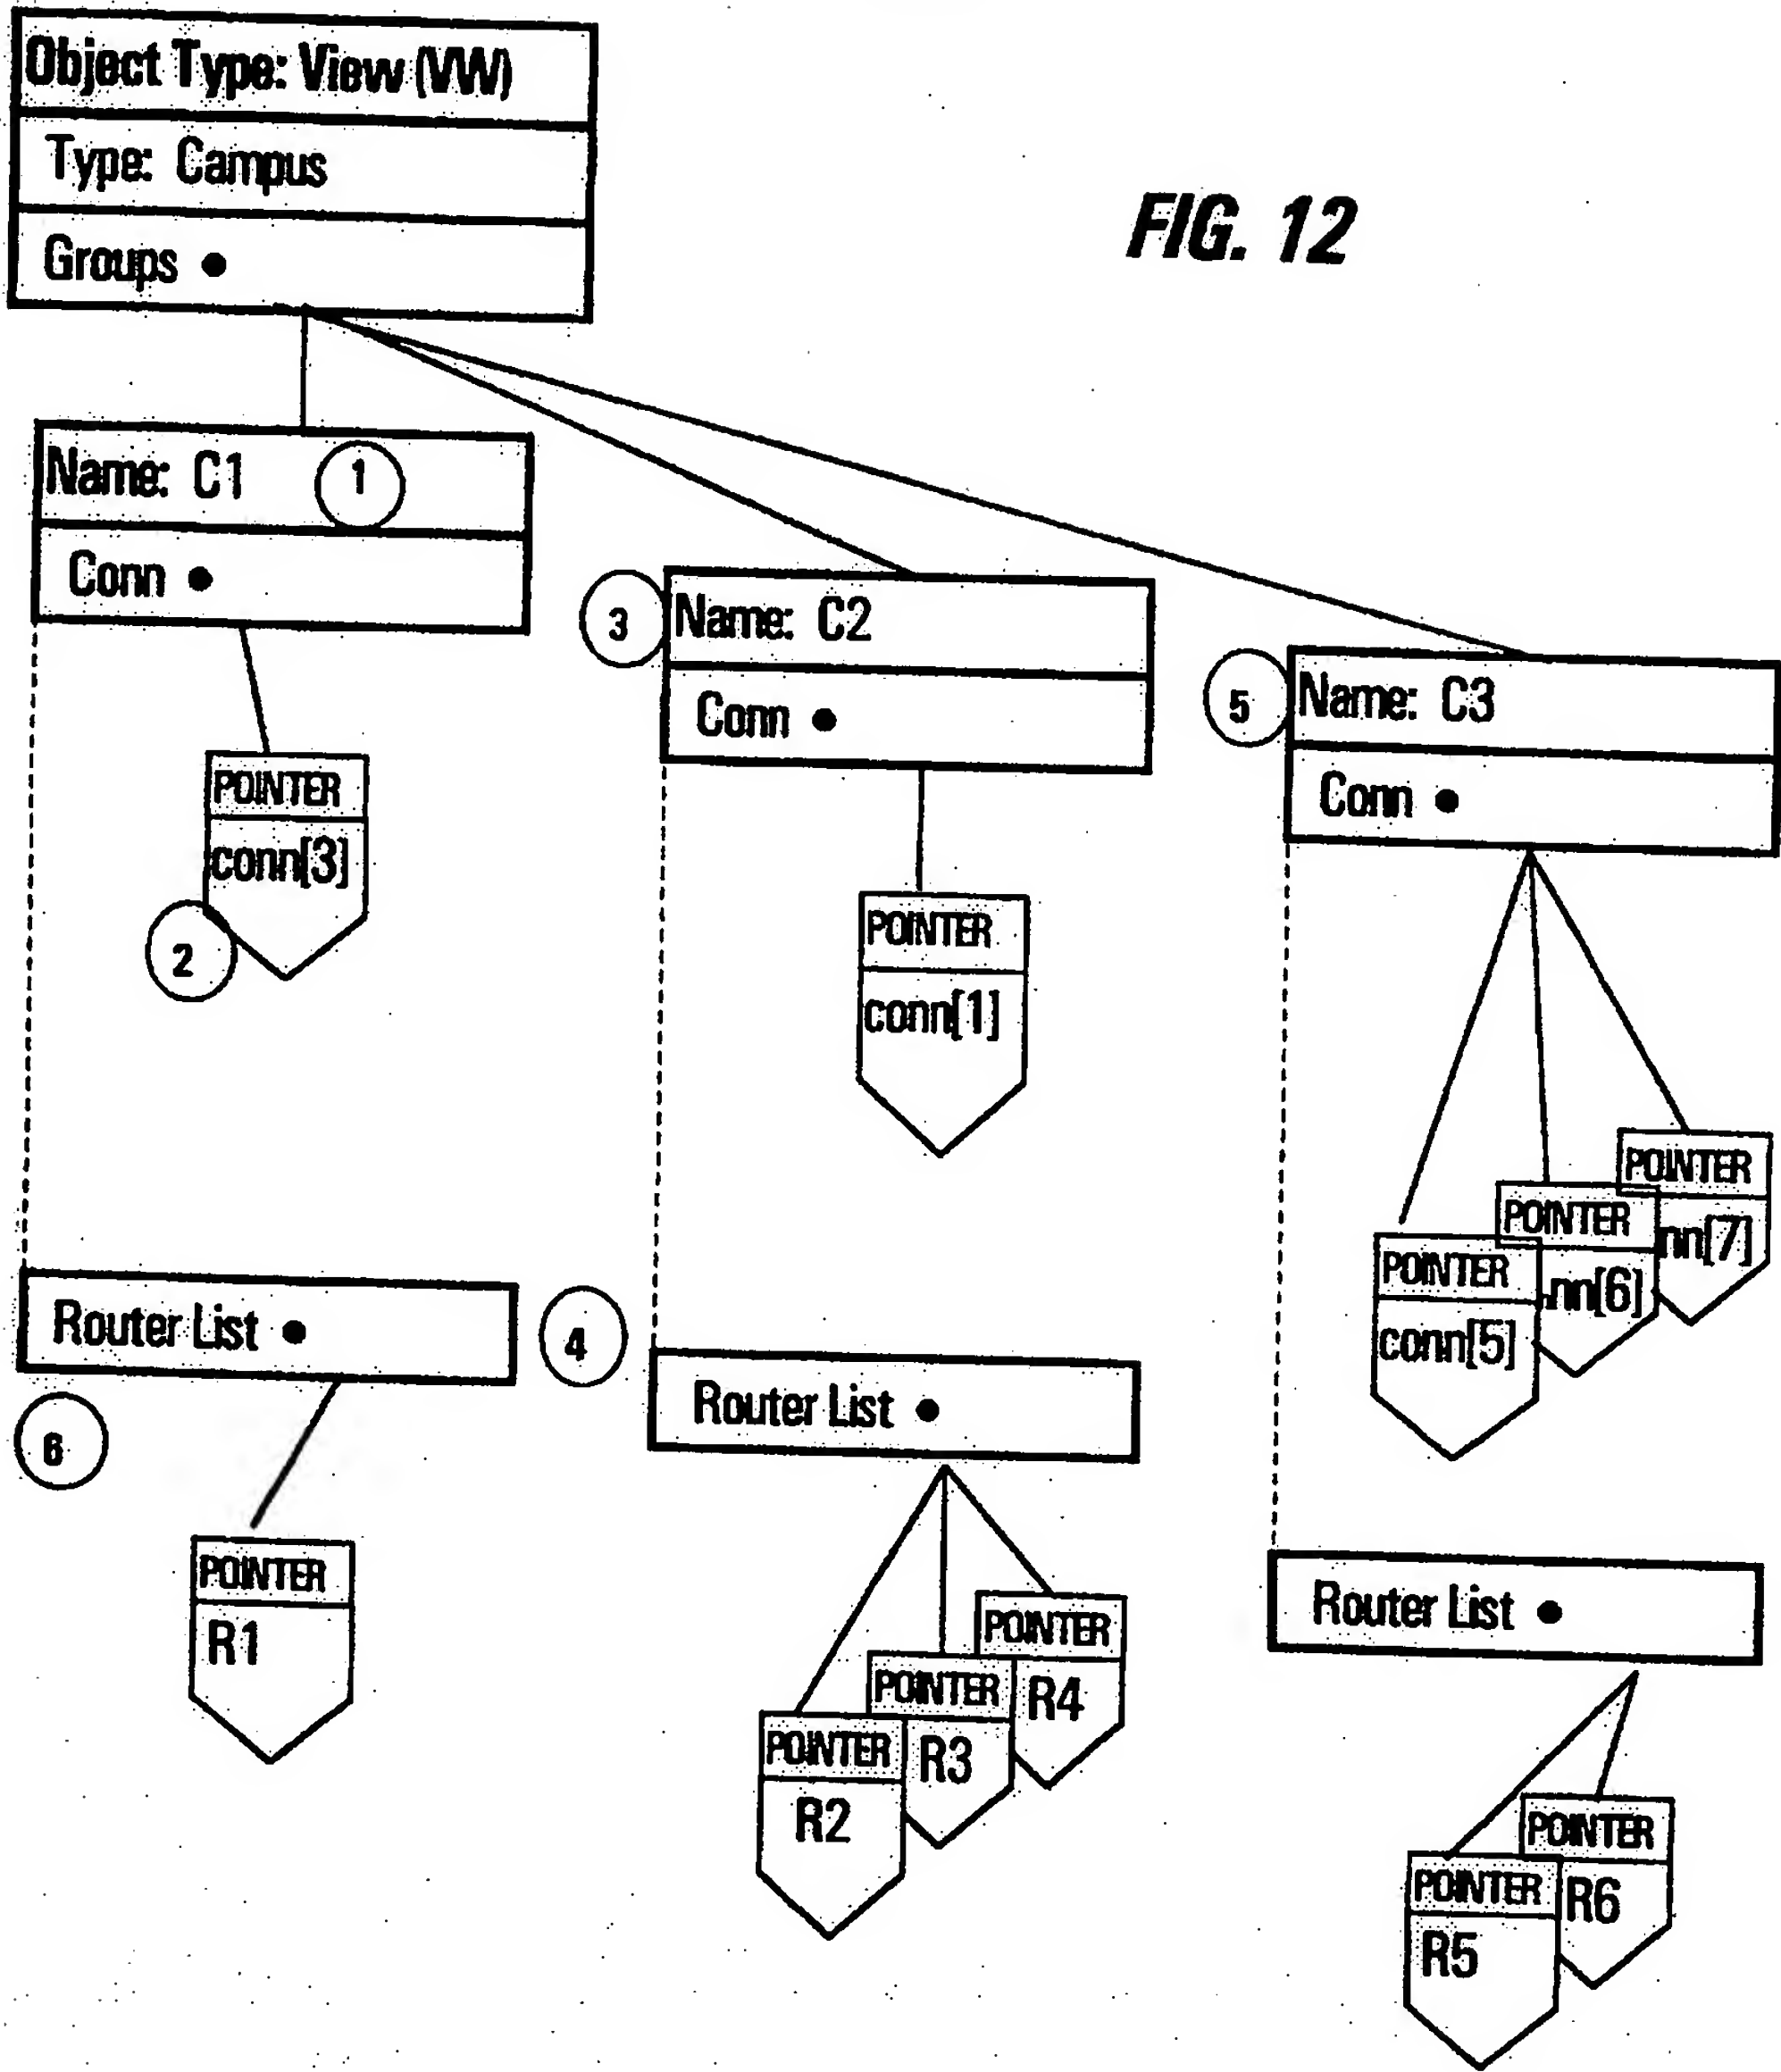 Object Type: View (VW)
Type: Campus
Groups
FIG. 12
Name: C1
1
Conn
3
Name: C2
Conn
5
Name: C3
Conn
POINTER
conn[3]
2
POINTER
conn[1]
POINTER
nn[7]
POINTER
nn[6]
POINTER
conn[5]
Router List
4
Router List
6
POINTER
R1
Router List
POINTER
R4
POINTER
R3
POINTER
R2
POINTER
R6
POINTER
R5